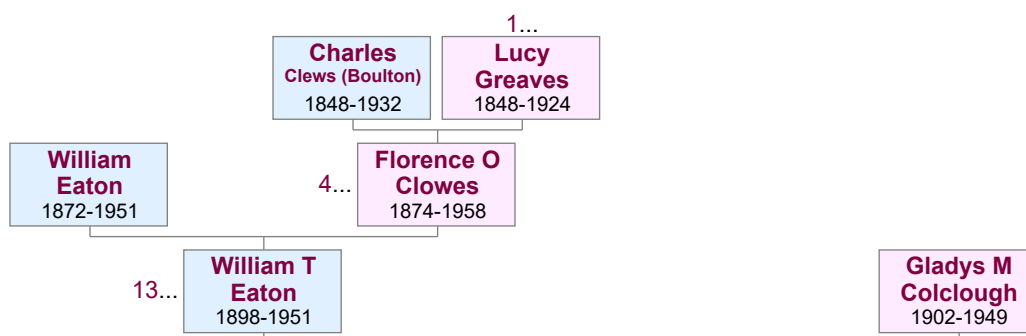 1...
Charles
Clews (Boulton)
1848-1932
Lucy
Greaves
1848-1924
William
Eaton
1872-1951
4...
Florence O
Clowes
1874-1958
13...
William T
Eaton
1898-1951
Gladys M
Colclough
1902-1949